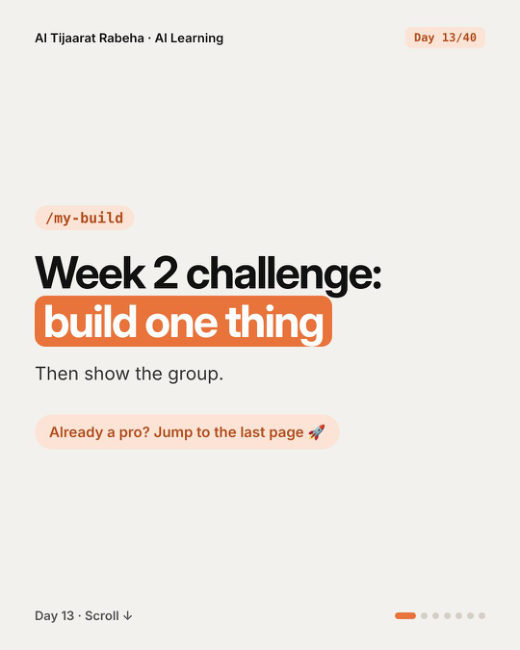 Al Tijaarat Rabeha · AI Learning
Day 13/40
/my-build
Week 2 challenge:
build one thing
Then show the group.
Already a pro? Jump to the last page 🚀
Day 13 · Scroll ↓